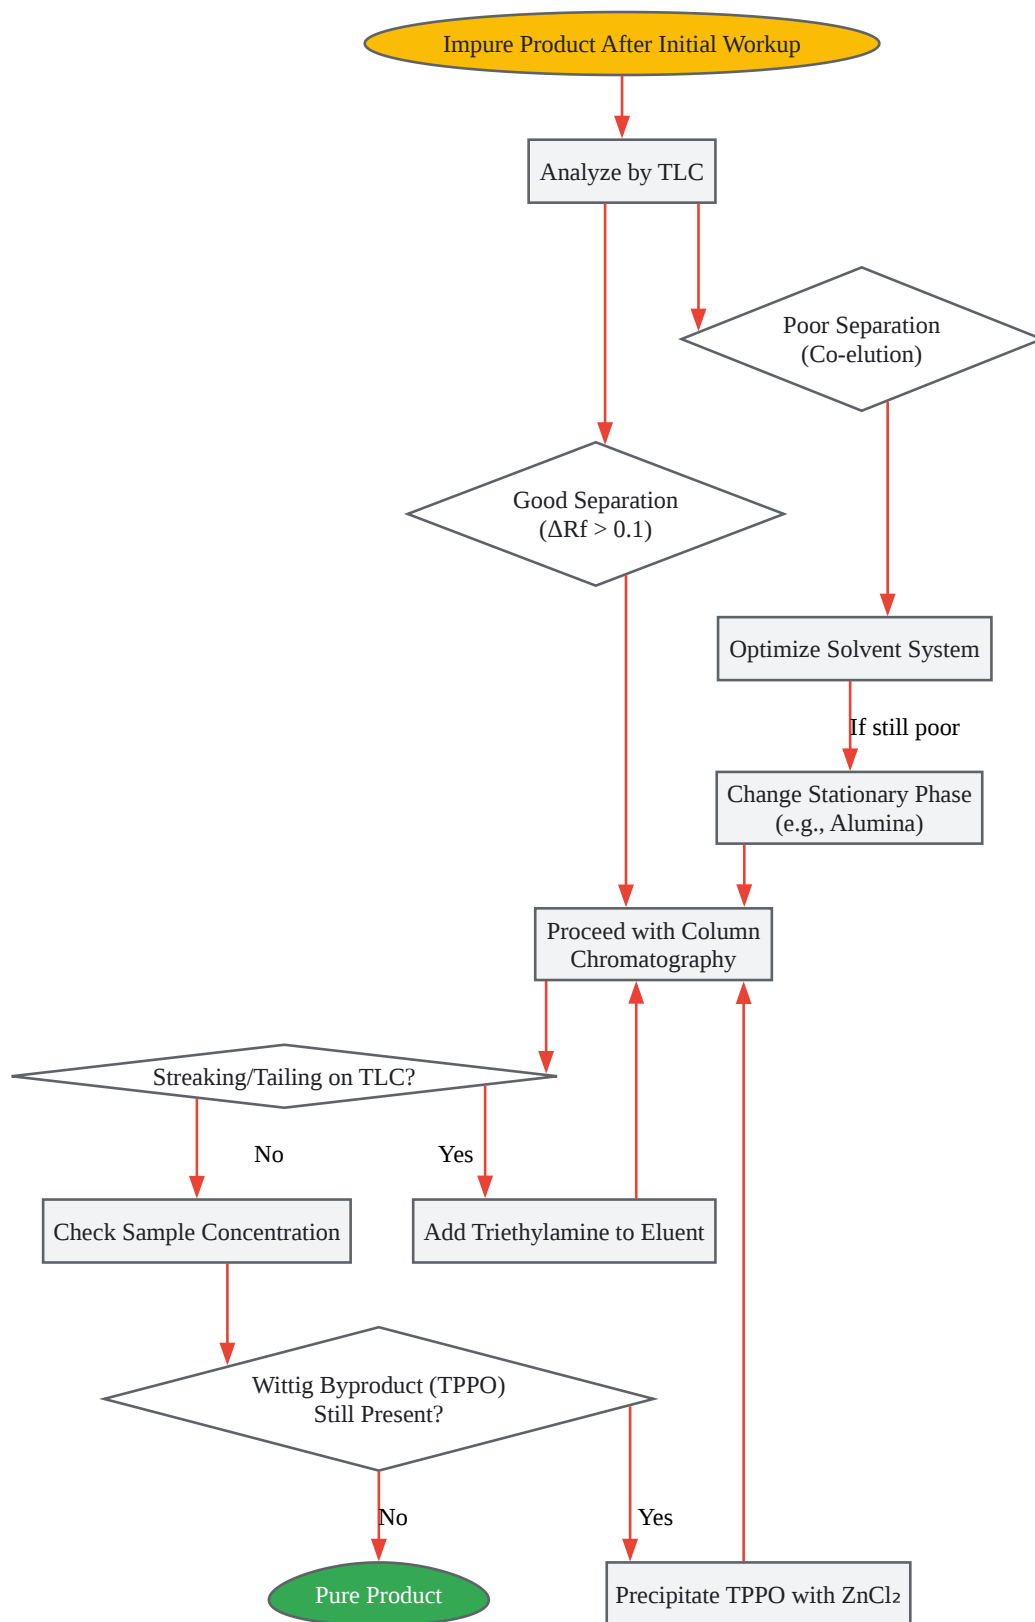 Impure Product After Initial Workup
Analyze by TLC
Poor Separation
(Co-elution)
Good Separation
(ΔRf > 0.1)
Optimize Solvent System
If still poor
Change Stationary Phase
(e.g., Alumina)
Proceed with Column
Chromatography
Streaking/Tailing on TLC?
No
Yes
Check Sample Concentration
Add Triethylamine to Eluent
Wittig Byproduct (TPPO)
Still Present?
No
Yes
Pure Product
Precipitate TPPO with ZnCl₂